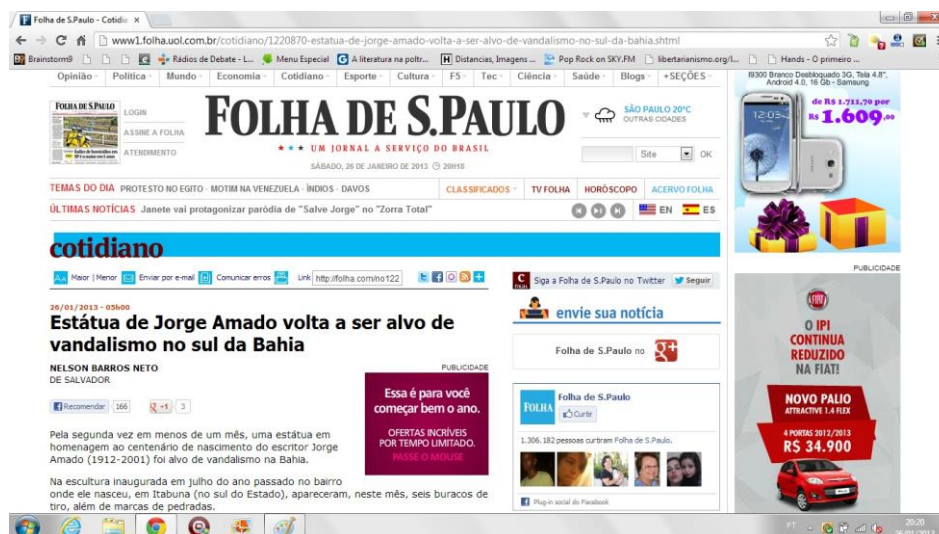 Folha de S.Paulo - Cotidi
www1.folha.uol.com.br/cotidiano/1220870-estatua-de-jorge-amado-volta-a-ser-alvo-de-vandalismo-no-sul-da-bahia.shtml
Brainstorm9 Rádios de Debate - L... Menu Especial A literatura na poltr... Distancias, Imagens ... Pop Rock on SKY.FM libertarianismo.org/l... Hands - O primeiro ...
Opinião Política Mundo Economia Cotidiano Esporte Cultura F5 Tec Ciência Saúde Blogs +SEÇÕES
I9300 Branco Desbloqueado 3G, Tela 4.8",
Android 4.0, 16 Gb - Samsung
de R$ 1.711,70 por
R$ 1.609,00
12:03
FOLHA DE S.PAULO
LOGIN
ASSINE A FOLHA
ATENDIMENTO
FOLHA DE S.PAULO
★ ★ ★ UM JORNAL A SERVIÇO DO BRASIL
SÁBADO, 26 DE JANEIRO DE 2013 20H18
SÃO PAULO 20°C
OUTRAS CIDADES
Site OK
TEMAS DO DIA PROTESTO NO EGITO - MOTIM NA VENEZUELA - ÍNDIOS - DAVOS
CLASSIFICADOS TV FOLHA HORÓSCOPO ACERVO FOLHA
ÚLTIMAS NOTÍCIAS Janete vai protagonizar paródia de "Salve Jorge" no "Zorra Total"
EN ES
cotidiano
Aa Maior | Menor Enviar por e-mail Comunicar erros Link http://folha.com/no122
Siga a Folha de S.Paulo no Twitter Seguir
envie sua notícia
Folha de S.Paulo no g+
26/01/2013 - 05h00
Estátua de Jorge Amado volta a ser alvo de
vandalismo no sul da Bahia
NELSON BARROS NETO
DE SALVADOR
Recomendar 166 +1 3
PUBLICIDADE
Essa é para você
começar bem o ano.
OFERTAS INCRÍVEIS
POR TEMPO LIMITADO.
PASSE O MOUSE
Pela segunda vez em menos de um mês, uma estátua em
homenagem ao centenário de nascimento do escritor Jorge
Amado (1912-2001) foi alvo de vandalismo na Bahia.
Na escultura inaugurada em julho do ano passado no bairro
onde ele nasceu, em Itabuna (no sul do Estado), apareceram, neste mês, seis buracos de
tiro, além de marcas de pedradas.
FOLHA
Folha de S.Paulo
Curtir
1.306.182 pessoas curtiram Folha de S.Paulo.
Plug-in social do Facebook
PUBLICIDADE
FIAT
O IPI
CONTINUA
REDUZIDO
NA FIAT!
NOVO PALIO
ATTRACTIVE 1.4 FLEX
4 PORTAS 2012/2013
R$ 34.900
PT
20:20
26/01/2013